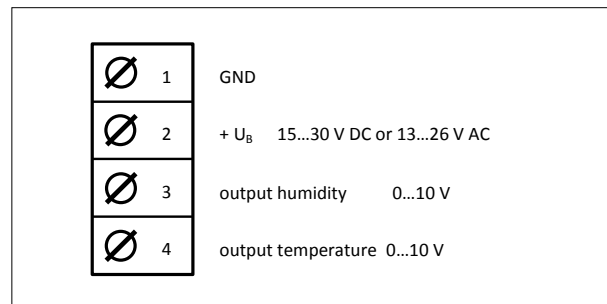 1 GND
2 + U_B 15...30 V DC or 13...26 V AC
3 output humidity 0...10 V
4 output temperature 0...10 V